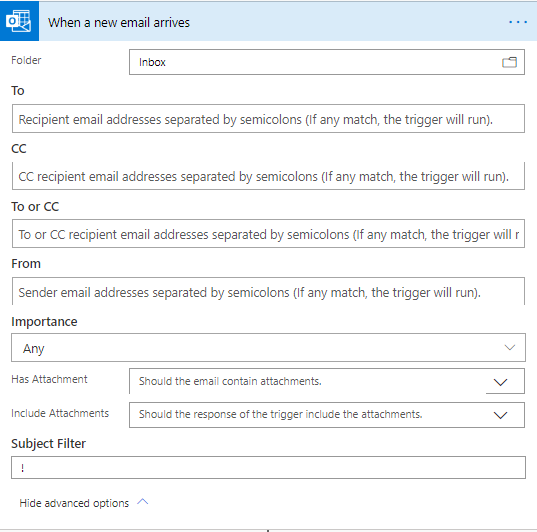 When a new email arrives
Folder
Inbox
To
Recipient email addresses separated by semicolons (If any match, the trigger will run).
CC
CC recipient email addresses separated by semicolons (If any match, the trigger will run).
To or CC
To or CC recipient email addresses separated by semicolons (If any match, the trigger will r
From
Sender email addresses separated by semicolons (If any match, the trigger will run).
Importance
Any
Has Attachment
Should the email contain attachments.
Include Attachments
Should the response of the trigger include the attachments.
Subject Filter
!
Hide advanced options